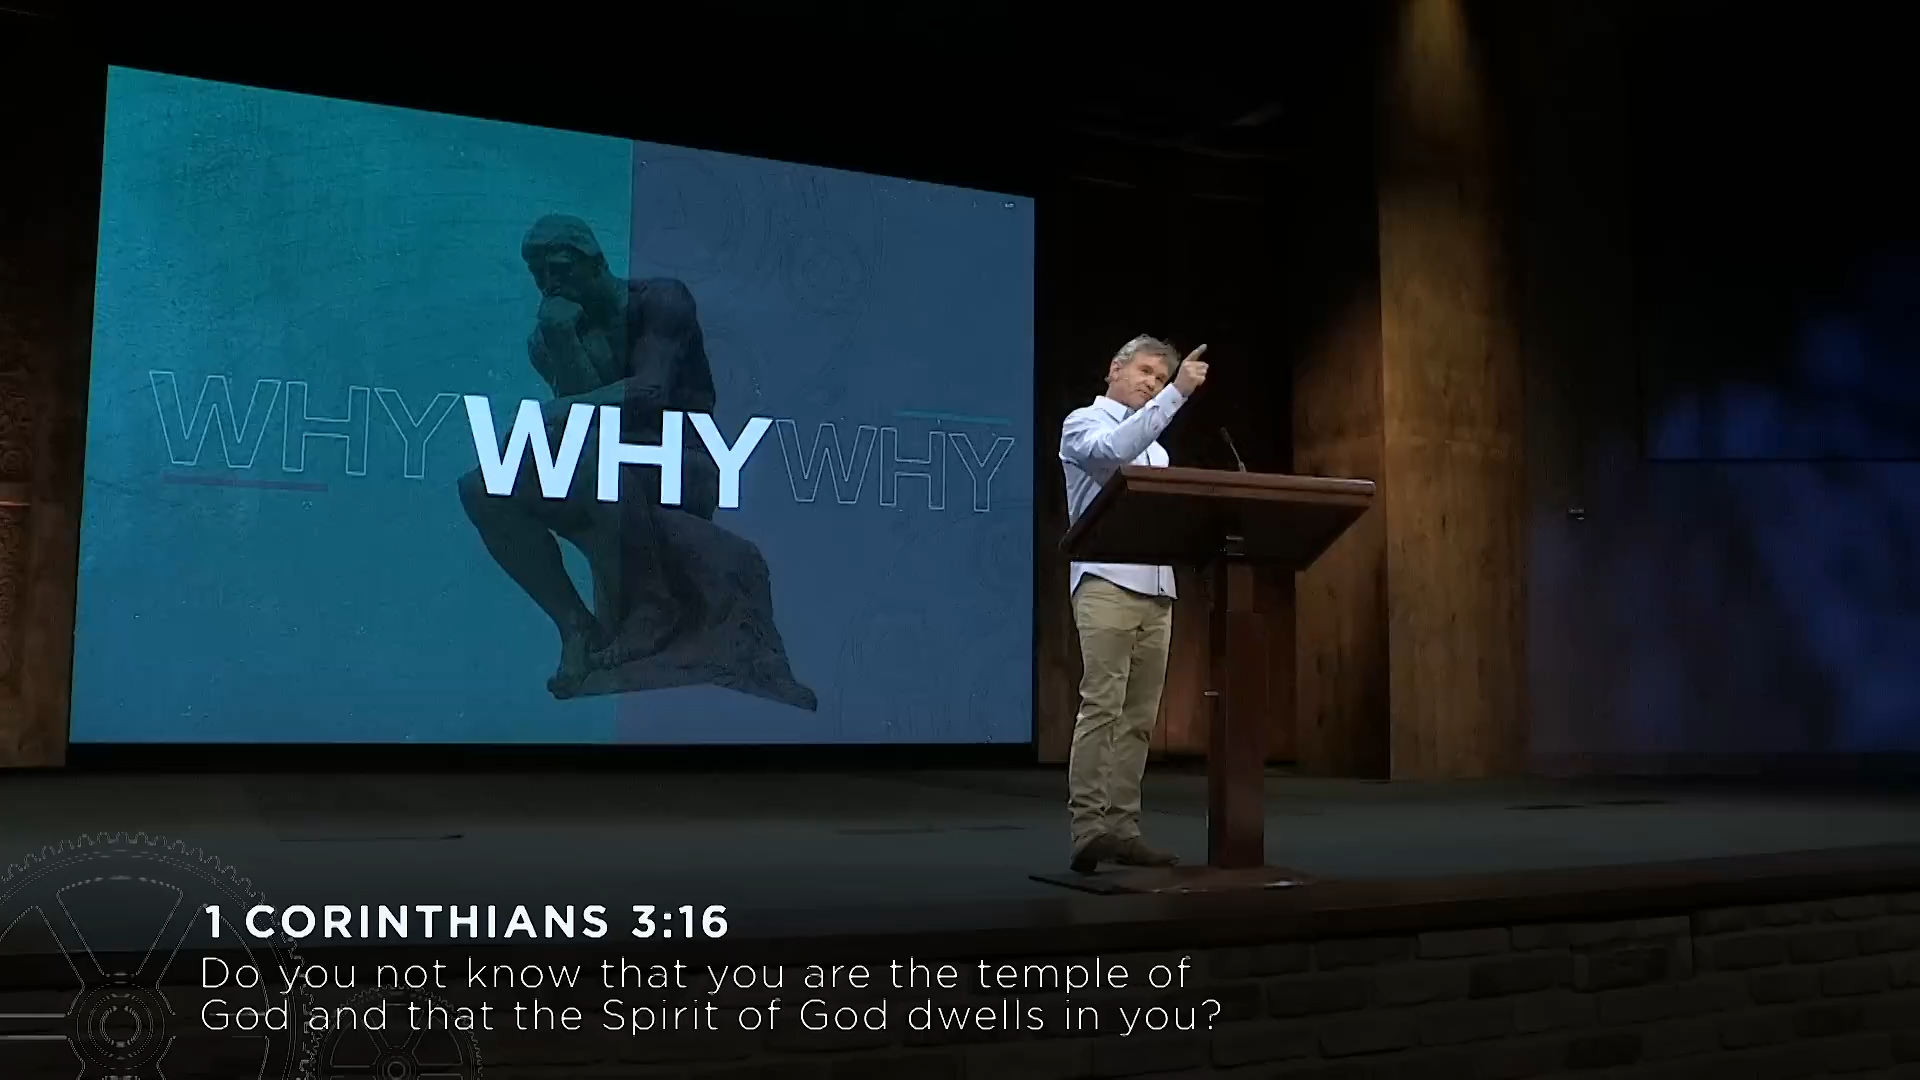 WHY WHY WHY
1 CORINTHIANS 3:16
Do you not know that you are the temple of
God and that the Spirit of God dwells in you?